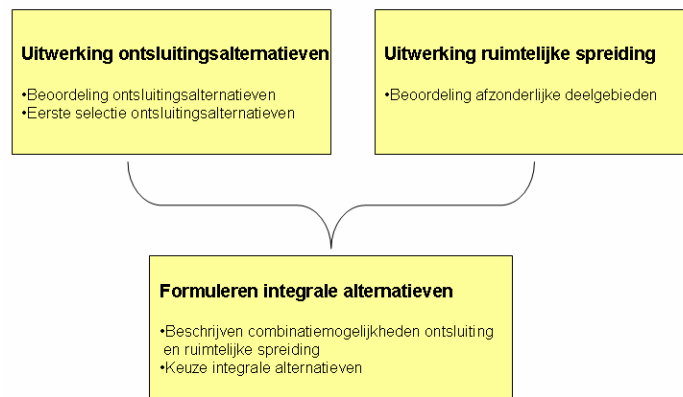 Uitwerking ontsluitingsalternatieven
•Beoordeling ontsluitingsalternatieven
•Eerste selectie ontsluitingsalternatieven
Uitwerking ruimtelijke spreiding
•Beoordeling afzonderlijke deelgebieden
Formuleren integrale alternatieven
•Beschrijven combinatiemogelijkheden ontsluiting
en ruimtelijke spreiding
•Keuze integrale alternatieven